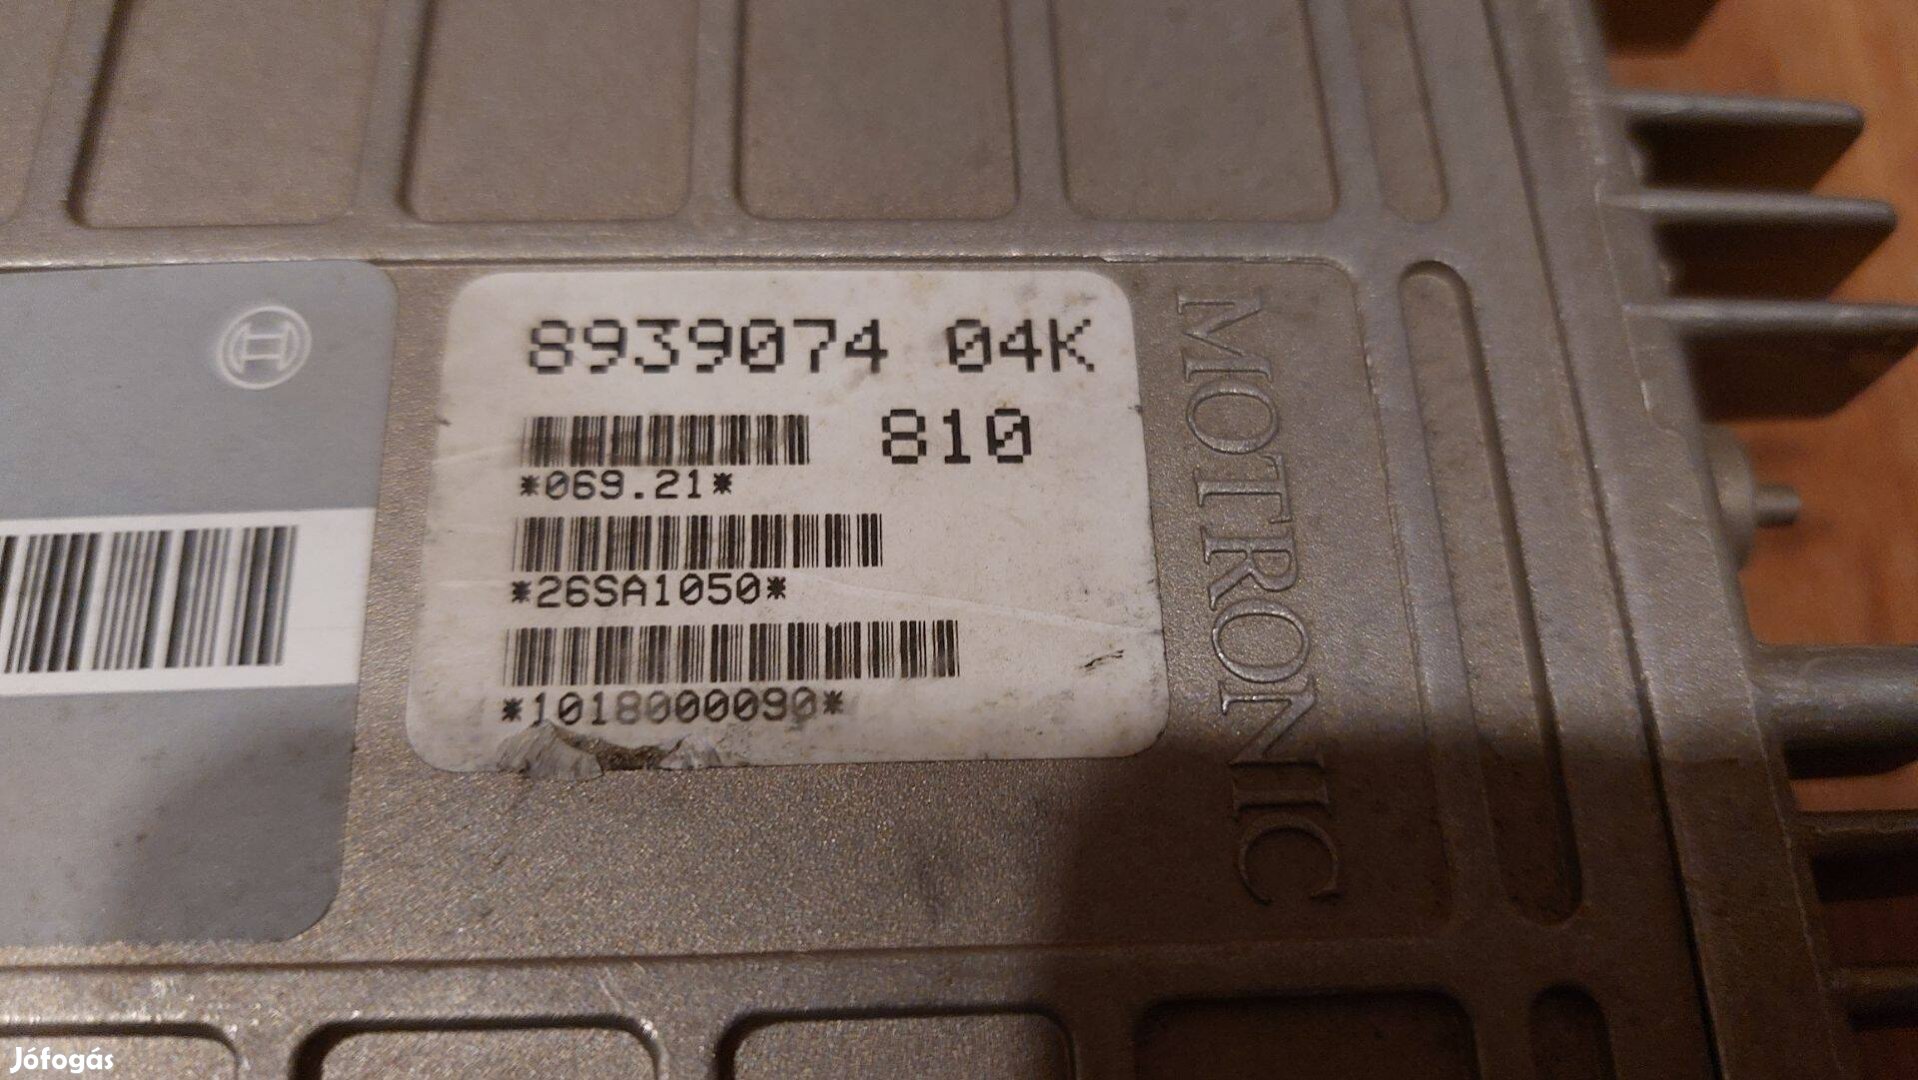 8939074 04K
810
*069.21*
*26SA1050*
*1018000090*
MOTRONIC
Jófogás